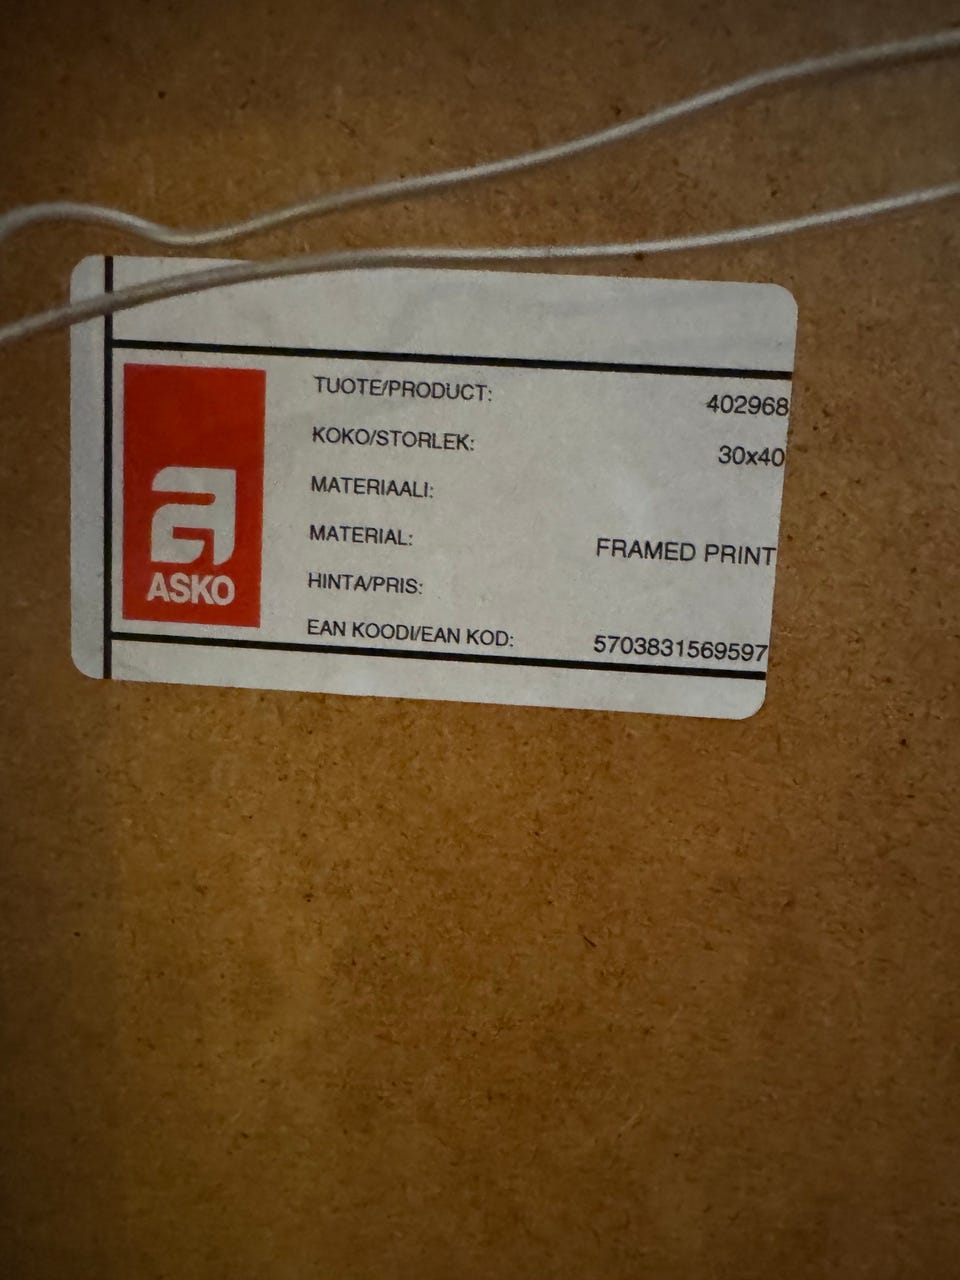 TUOTE/PRODUCT: 402968
KOKO/STORLEK: 30x40
MATERIAALI:
MATERIAL: FRAMED PRINT
HINTA/PRIS:
EAN KOODI/EAN KOD: 5703831569597
a
ASKO